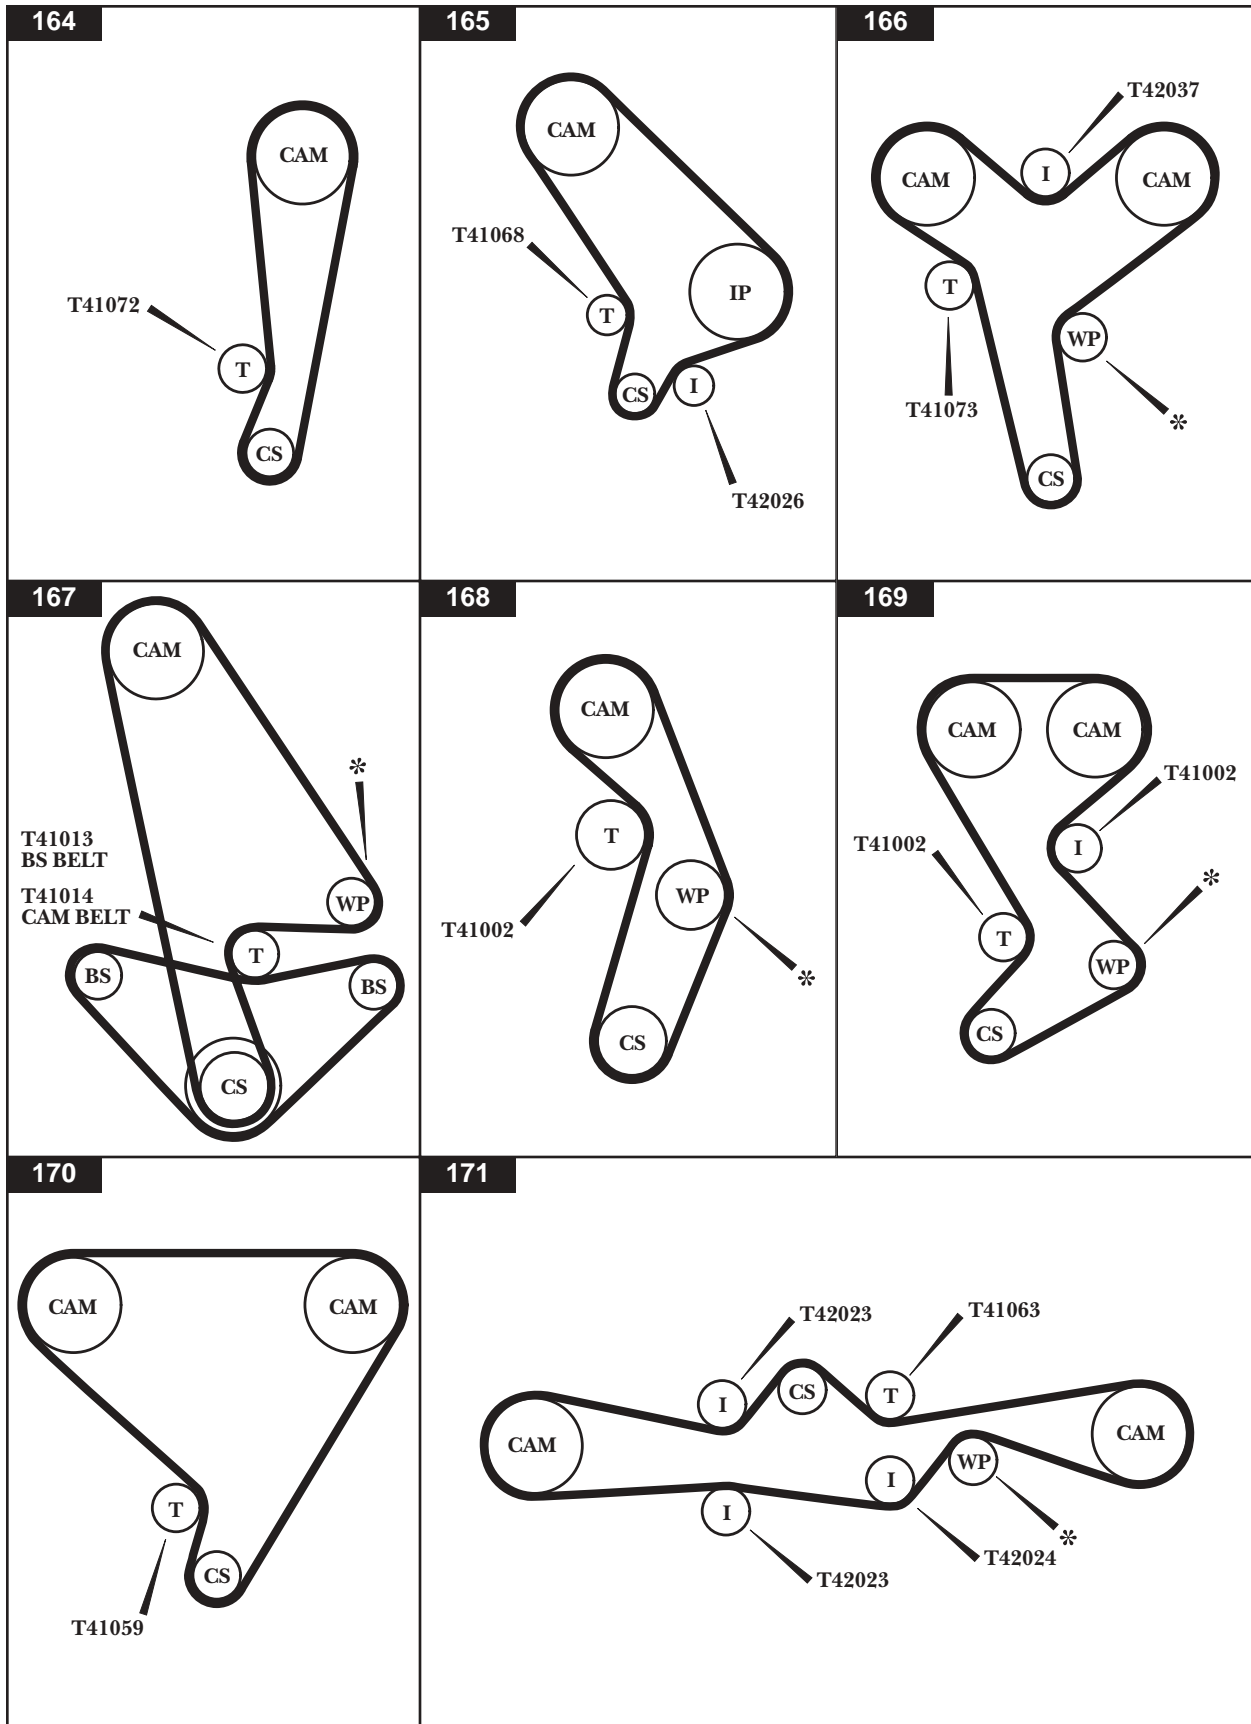 164
CAM
T41072
T
CS
165
CAM
T41068
T
IP
CS
I
T42026
166
T42037
CAM
I
CAM
T
WP
T41073
*
CS
167
CAM
*
T41013
BS BELT
T41014
CAM BELT
WP
T
BS
BS
CS
168
CAM
T
WP
T41002
*
CS
169
CAM
CAM
T41002
T41002
I
*
T
WP
CS
170
CAM
CAM
T
CS
T41059
171
T42023
T41063
I
CS
T
CAM
CAM
I
WP
I
*
T42024
T42023